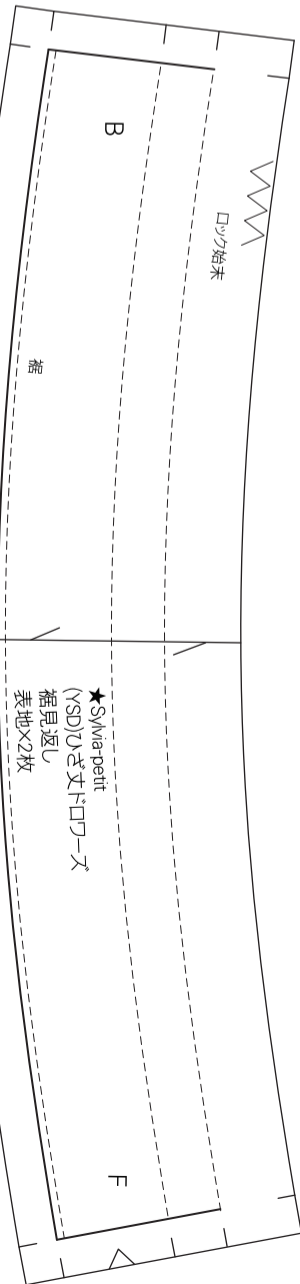 B
ロック始末
裾
★Sylvia-petit
(YSD)ひざ丈ドロワーズ
裾見返し
表地×2枚
F